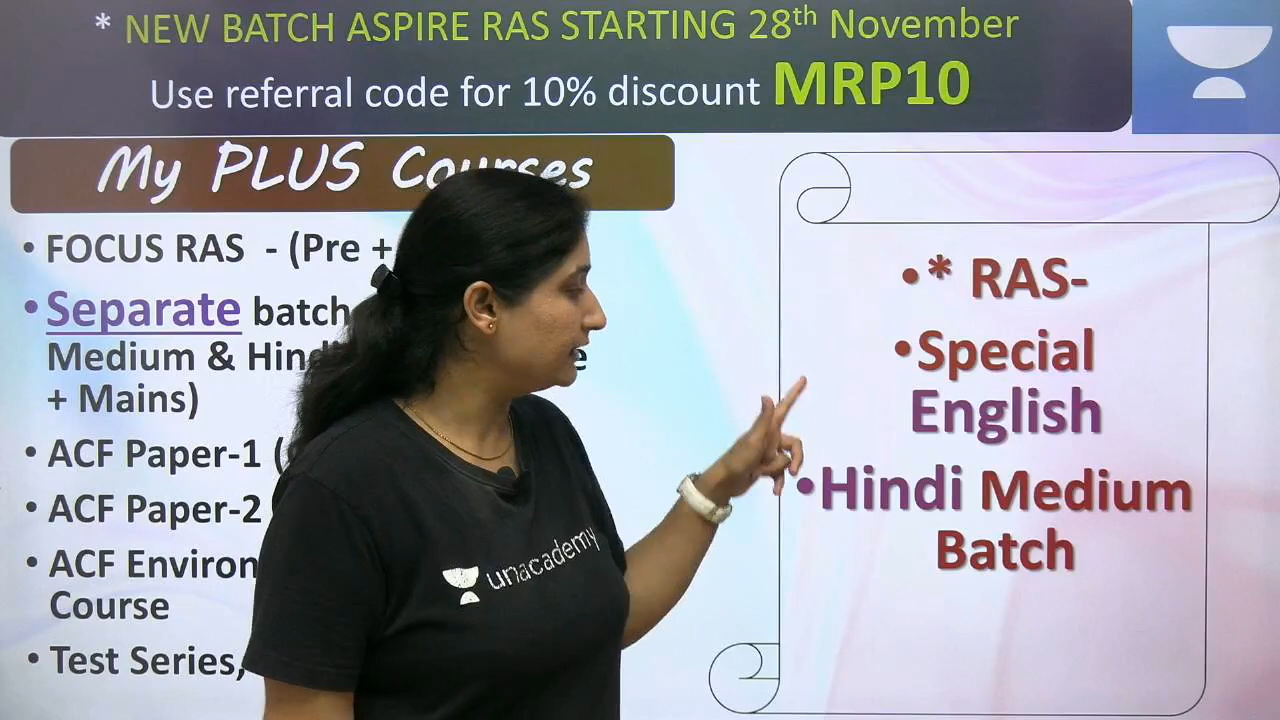 * NEW BATCH ASPIRE RAS STARTING 28th November
Use referral code for 10% discount MRP10
My PLUS Courses
• FOCUS RAS - (Pre +
• Separate batch
Medium & Hindi
+ Mains)
• ACF Paper-1 (
• ACF Paper-2
• ACF Environ
Course
• Test Series,
•* RAS-
•Special
English
•Hindi Medium
Batch
unacademy